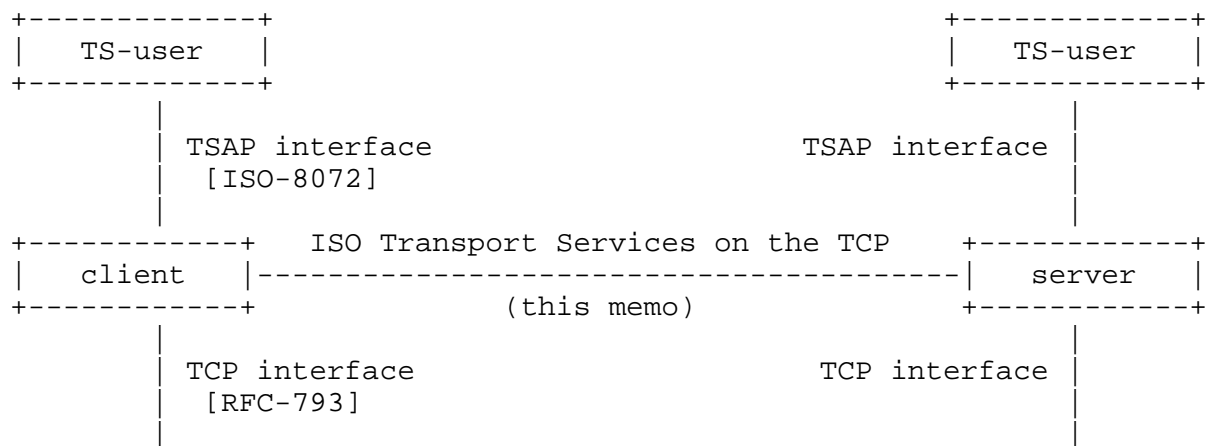 TS-user TS-user
TSAP interface TSAP interface
[ISO-8072]
ISO Transport Services on the TCP
client server
(this memo)
TCP interface TCP interface
[RFC-793]